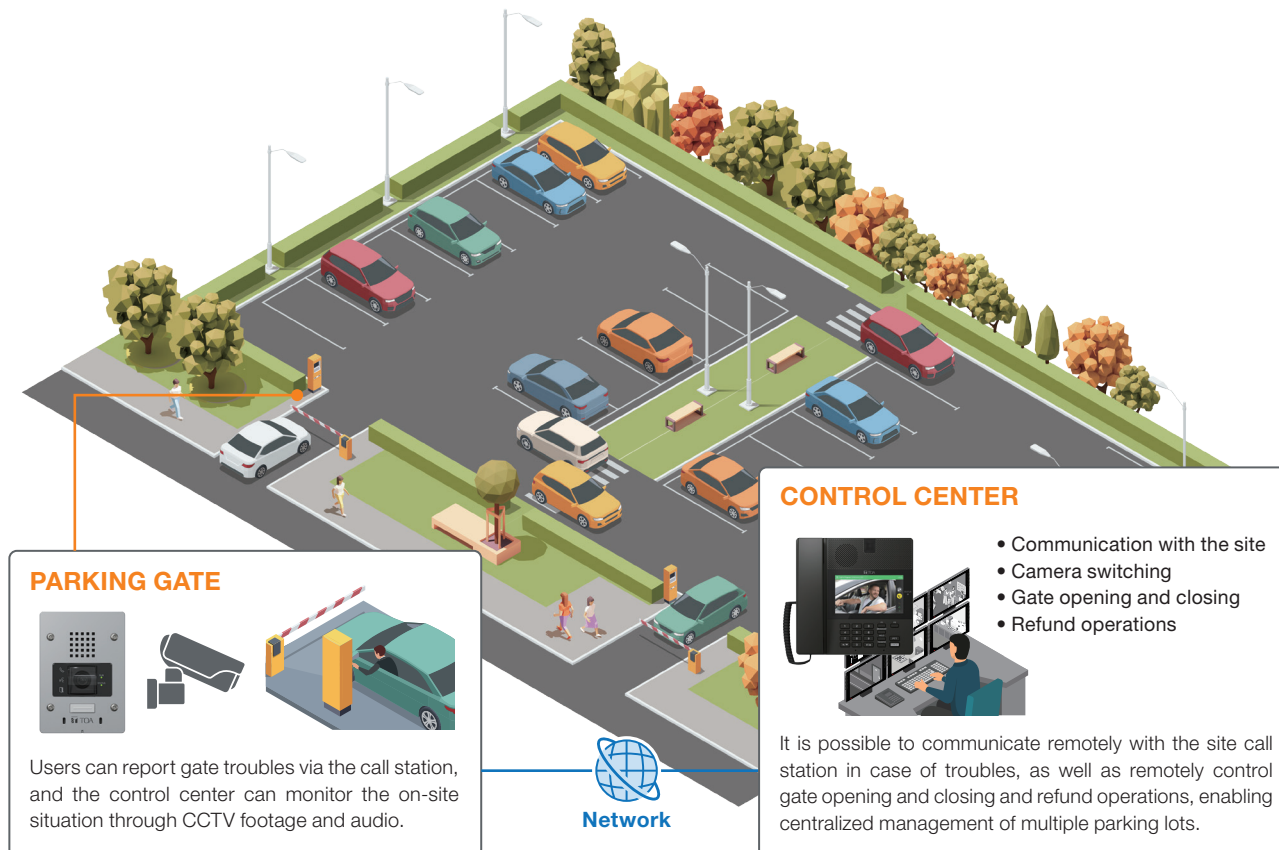 PARKING GATE
TOA
Users can report gate troubles via the call station,
and the control center can monitor the on-site
situation through CCTV footage and audio.
Network
CONTROL CENTER
• Communication with the site
• Camera switching
• Gate opening and closing
• Refund operations
It is possible to communicate remotely with the site call
station in case of troubles, as well as remotely control
gate opening and closing and refund operations, enabling
centralized management of multiple parking lots.